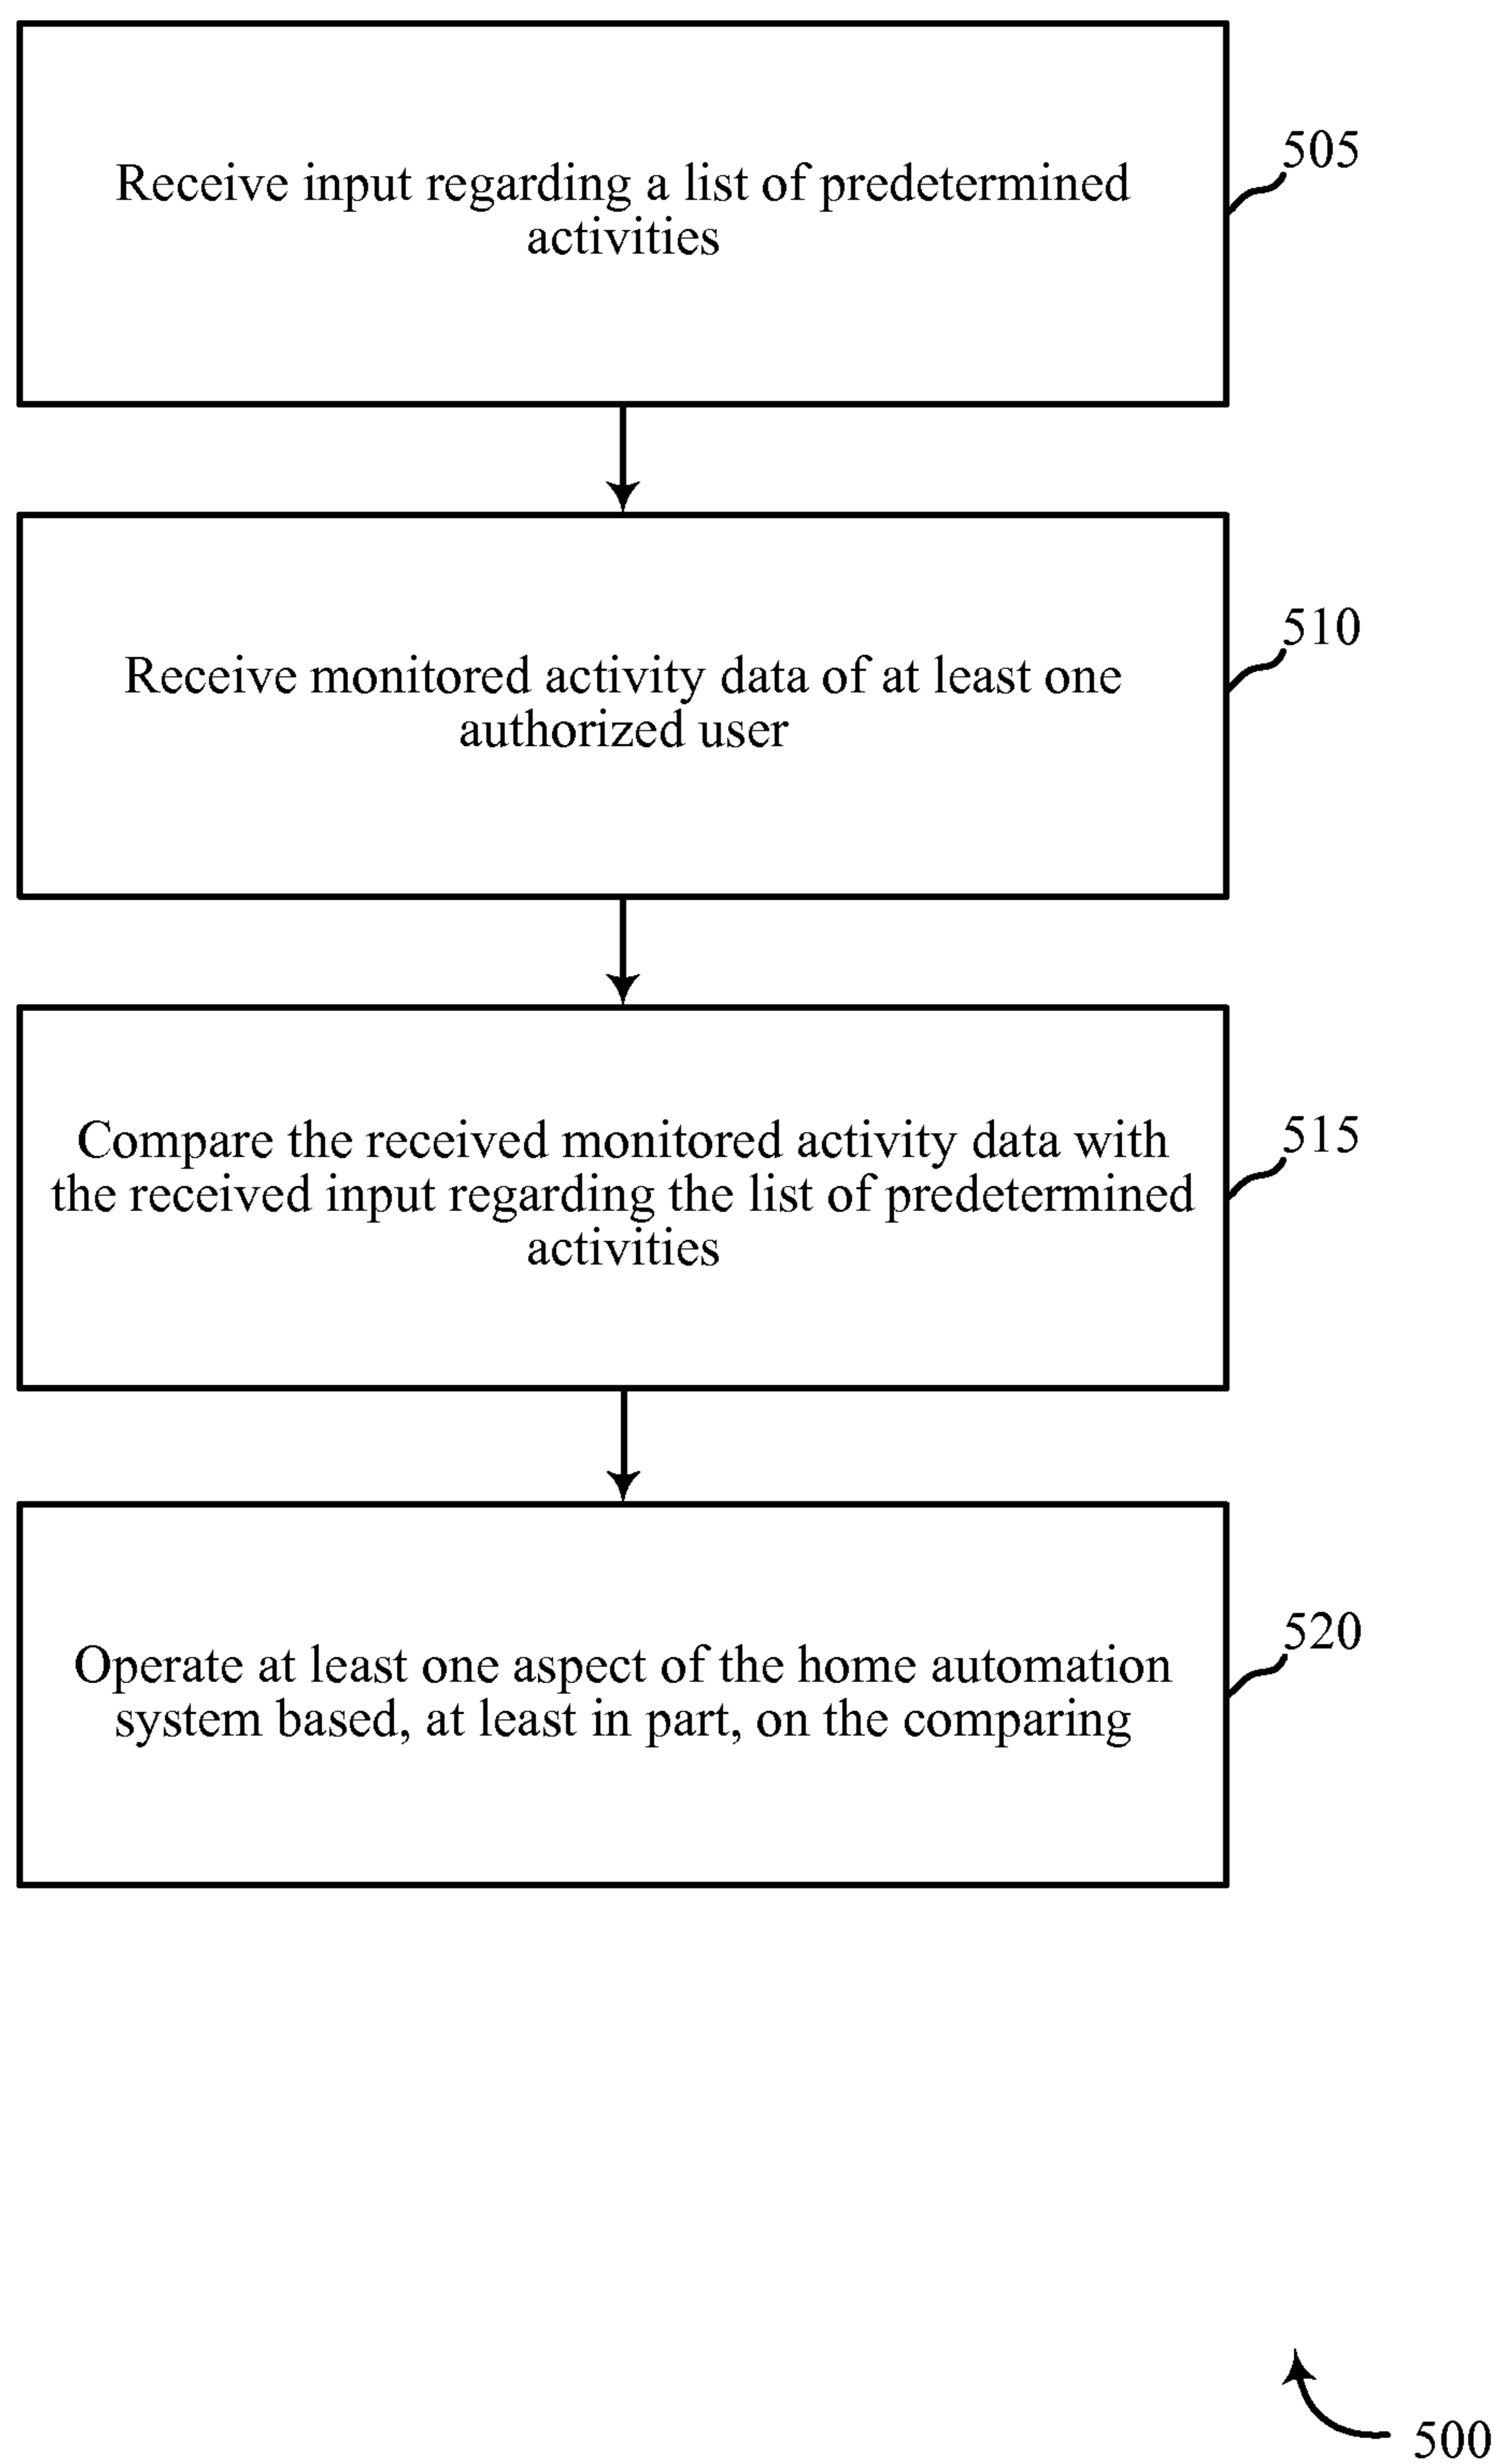 Receive input regarding a list of predetermined
activities
505
Receive monitored activity data of at least one
authorized user
510
Compare the received monitored activity data with
the received input regarding the list of predetermined
activities
515
Operate at least one aspect of the home automation
system based, at least in part, on the comparing
520
500